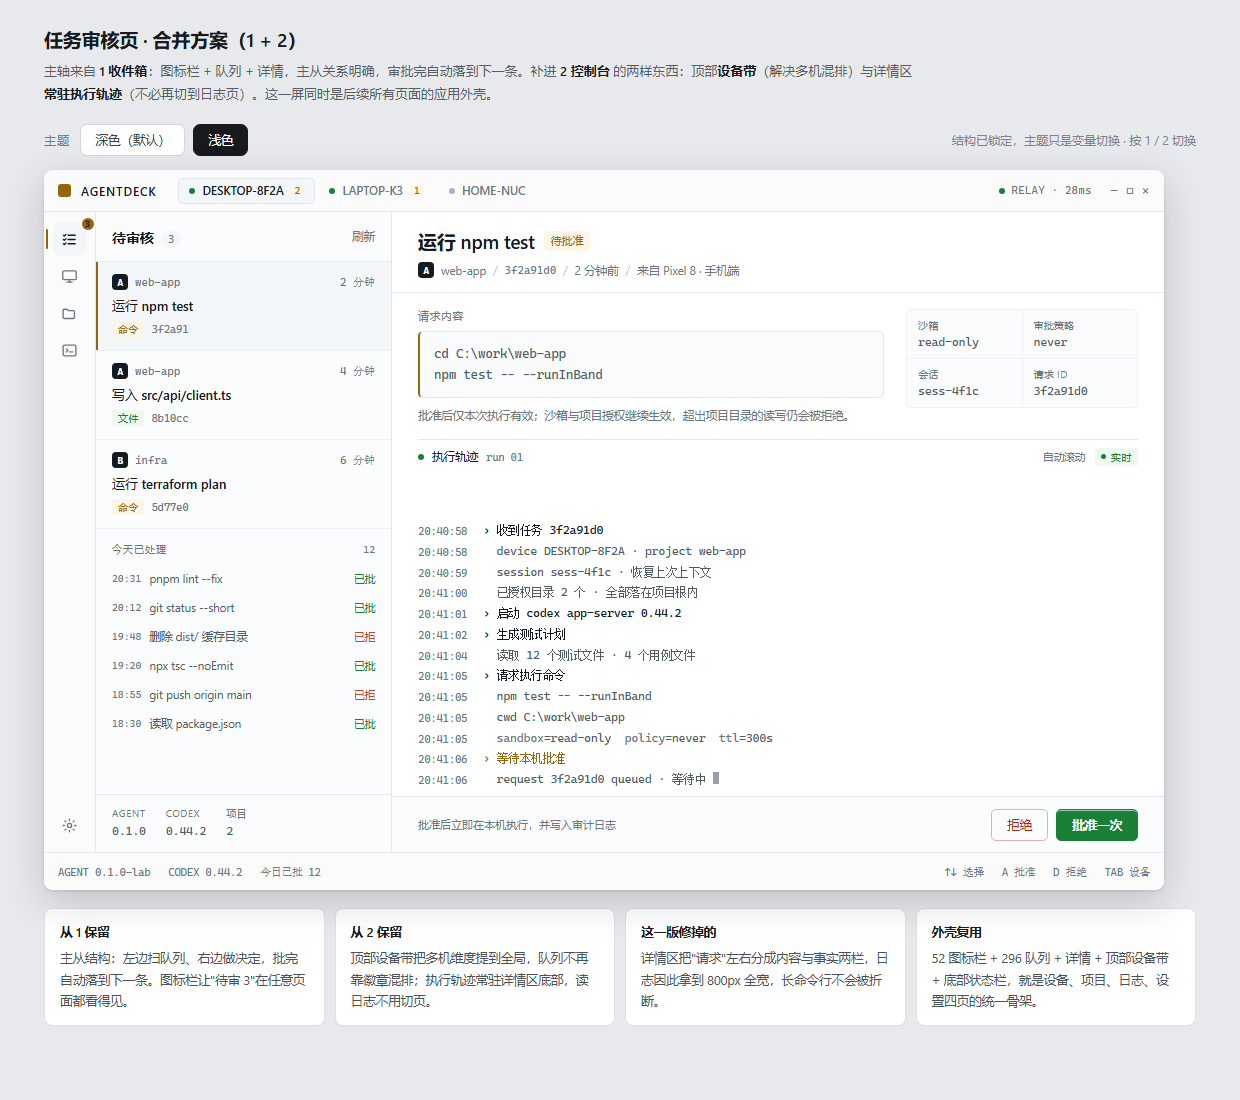 任务审核页 · 合并方案（1 + 2）
主轴来自 1 收件箱：图标栏 + 队列 + 详情，主从关系明确，审批完自动落到下一条。补进 2 控制台 的两样东西：顶部设备带（解决多机混排）与详情区
常驻执行轨迹（不必再切到日志页）。这一屏同时是后续所有页面的应用外壳。
主题 深色（默认） 浅色
结构已锁定，主题只是变量切换 · 按 1 / 2 切换
AGENTDECK
DESKTOP-8F2A 2
LAPTOP-K3 1
HOME-NUC
RELAY · 28ms
3
待审核 3
刷新
A web-app 2 分钟
运行 npm test
命令 3f2a91
A web-app 4 分钟
写入 src/api/client.ts
文件 8b10cc
B infra 6 分钟
运行 terraform plan
命令 5d77e0
今天已处理 12
20:31 pnpm lint --fix 已批
20:12 git status --short 已批
19:48 删除 dist/ 缓存目录 已拒
19:20 npx tsc --noEmit 已批
18:55 git push origin main 已拒
18:30 读取 package.json 已批
AGENT CODEX 项目
0.1.0 0.44.2 2
运行 npm test 待批准
A web-app / 3f2a91d0 / 2 分钟前 / 来自 Pixel 8 · 手机端
请求内容
cd C:\work\web-app
npm test -- --runInBand
批准后仅本次执行有效；沙箱与项目授权继续生效，超出项目目录的读写仍会被拒绝。
沙箱
read-only
审批策略
never
会话
sess-4f1c
请求 ID
3f2a91d0
执行轨迹 run 01
自动滚动 实时
20:40:58 › 收到任务 3f2a91d0
20:40:58 device DESKTOP-8F2A · project web-app
20:40:59 session sess-4f1c · 恢复上次上下文
20:41:00 已授权目录 2 个 · 全部落在项目根内
20:41:01 › 启动 codex app-server 0.44.2
20:41:02 › 生成测试计划
20:41:04 读取 12 个测试文件 · 4 个用例文件
20:41:05 › 请求执行命令
20:41:05 npm test -- --runInBand
20:41:05 cwd C:\work\web-app
20:41:05 sandbox=read-only policy=never ttl=300s
20:41:06 › 等待本机批准
20:41:06 request 3f2a91d0 queued · 等待中
批准后立即在本机执行，并写入审计日志
拒绝 批准一次
AGENT 0.1.0-lab CODEX 0.44.2 今日已批 12
↑↓ 选择 A 批准 D 拒绝 TAB 设备
从 1 保留
主从结构：左边扫队列、右边做决定，批完
自动落到下一条。图标栏让"待审 3"在任意页
面都看得见。
从 2 保留
顶部设备带把多机维度提到全局，队列不再
靠徽章混排；执行轨迹常驻详情区底部，读
日志不用切页。
这一版修掉的
详情区把"请求"左右分成内容与事实两栏，日
志因此拿到 800px 全宽，长命令行不会被折
断。
外壳复用
52 图标栏 + 296 队列 + 详情 + 顶部设备带
+ 底部状态栏，就是设备、项目、日志、设
置四页的统一骨架。